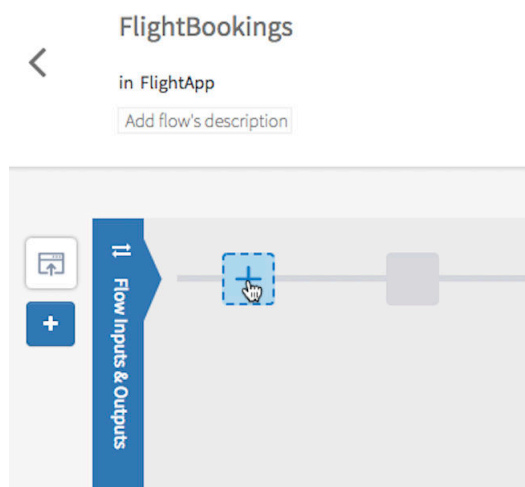 FlightBookings
in FlightApp
Add flow's description
Flow Inputs & Outputs